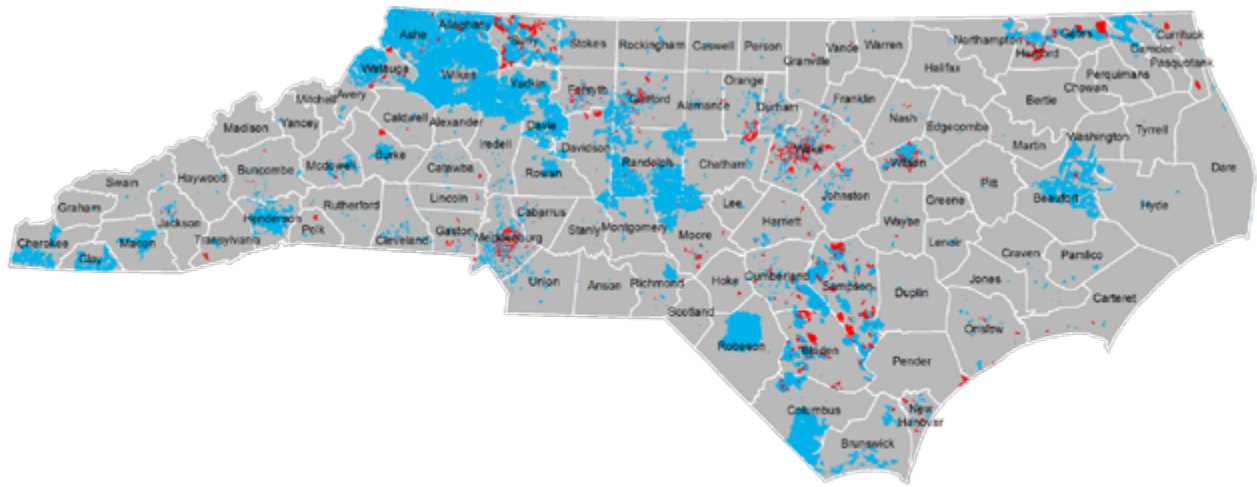 Ashe
Alleghany
Surry
Stokes
Rockingham
Caswell
Person
Granville
Vance
Warren
Northampton
Hertford
Gates
Currituck
Camden
Pasquotank
Perquimans
Chowan
Halifax
Bertie
Watauga
Wilkes
Yadkin
Forsyth
Guilford
Alamance
Orange
Durham
Franklin
Nash
Edgecombe
Martin
Washington
Tyrrell
Dare
Mitchell
Avery
Caldwell
Alexander
Iredell
Davie
Davidson
Randolph
Chatham
Wake
Wilson
Madison
Yancey
Burke
Catawba
Rowan
Johnston
Greene
Pitt
Beaufort
Hyde
Swain
Haywood
Buncombe
Mcdowell
Lincoln
Graham
Jackson
Henderson
Rutherford
Polk
Cleveland
Gaston
Mecklenburg
Cabarrus
Stanly
Montgomery
Moore
Lee
Harnett
Wayne
Lenoir
Craven
Pamlico
Cherokee
Clay
Macon
Transylvania
Union
Anson
Richmond
Scotland
Hoke
Cumberland
Sampson
Duplin
Jones
Carteret
Onslow
Robeson
Bladen
Pender
Columbus
Brunswick
New
Hanover